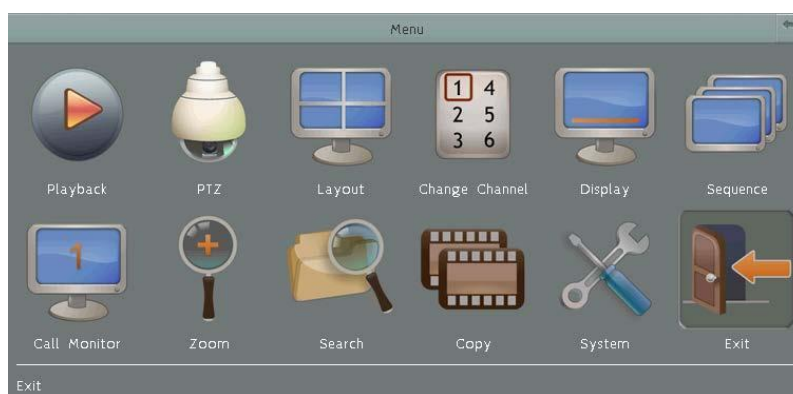 Menu
Playback
PTZ
Layout
1 4
2 5
3 6
Change Channel
Display
Sequence
1
Call Monitor
Zoom
Search
Copy
System
Exit
Exit